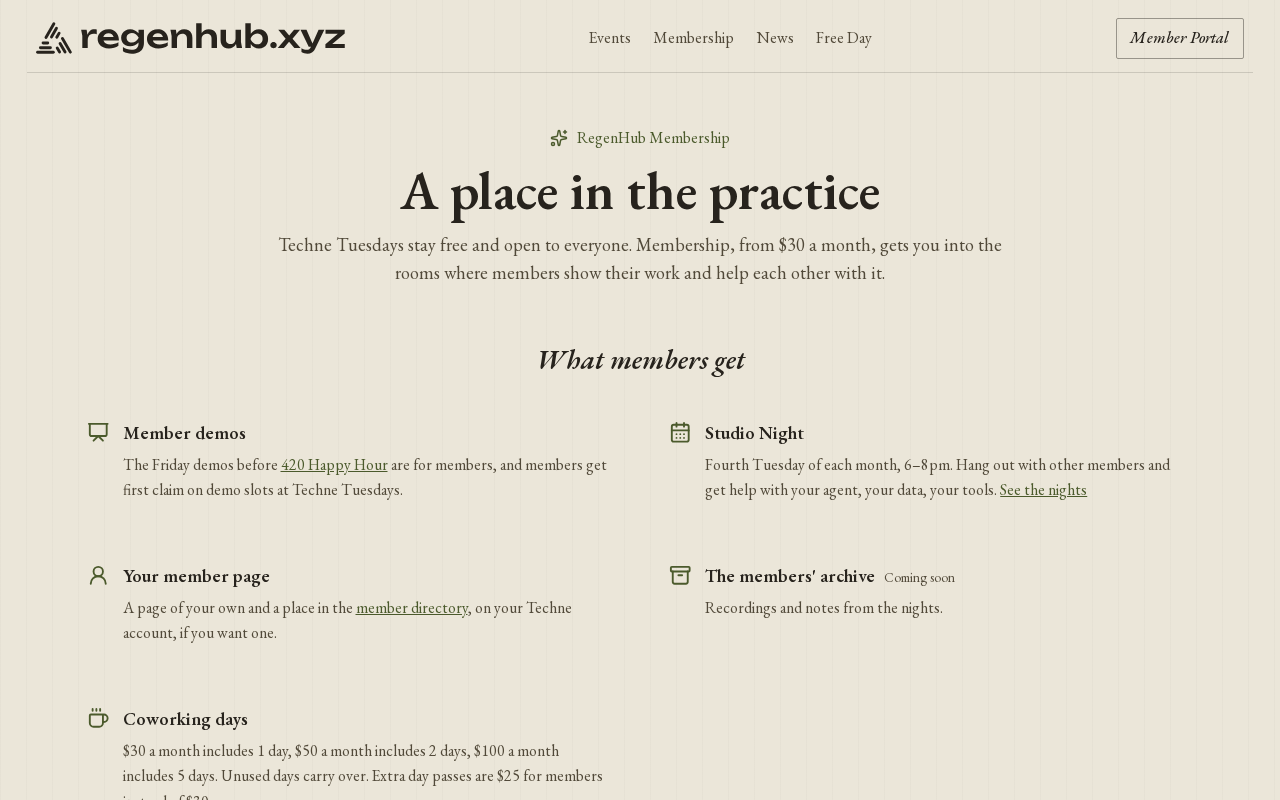 regenhub.xyz
Events Membership News Free Day
Member Portal
RegenHub Membership
A place in the practice
Techne Tuesdays stay free and open to everyone. Membership, from $30 a month, gets you into the
rooms where members show their work and help each other with it.
What members get
Member demos
The Friday demos before 420 Happy Hour are for members, and members get
first claim on demo slots at Techne Tuesdays.
Studio Night
Fourth Tuesday of each month, 6–8pm. Hang out with other members and
get help with your agent, your data, your tools. See the nights
Your member page
A page of your own and a place in the member directory, on your Techne
account, if you want one.
The members' archive Coming soon
Recordings and notes from the nights.
Coworking days
$30 a month includes 1 day, $50 a month includes 2 days, $100 a month
includes 5 days. Unused days carry over. Extra day passes are $25 for members